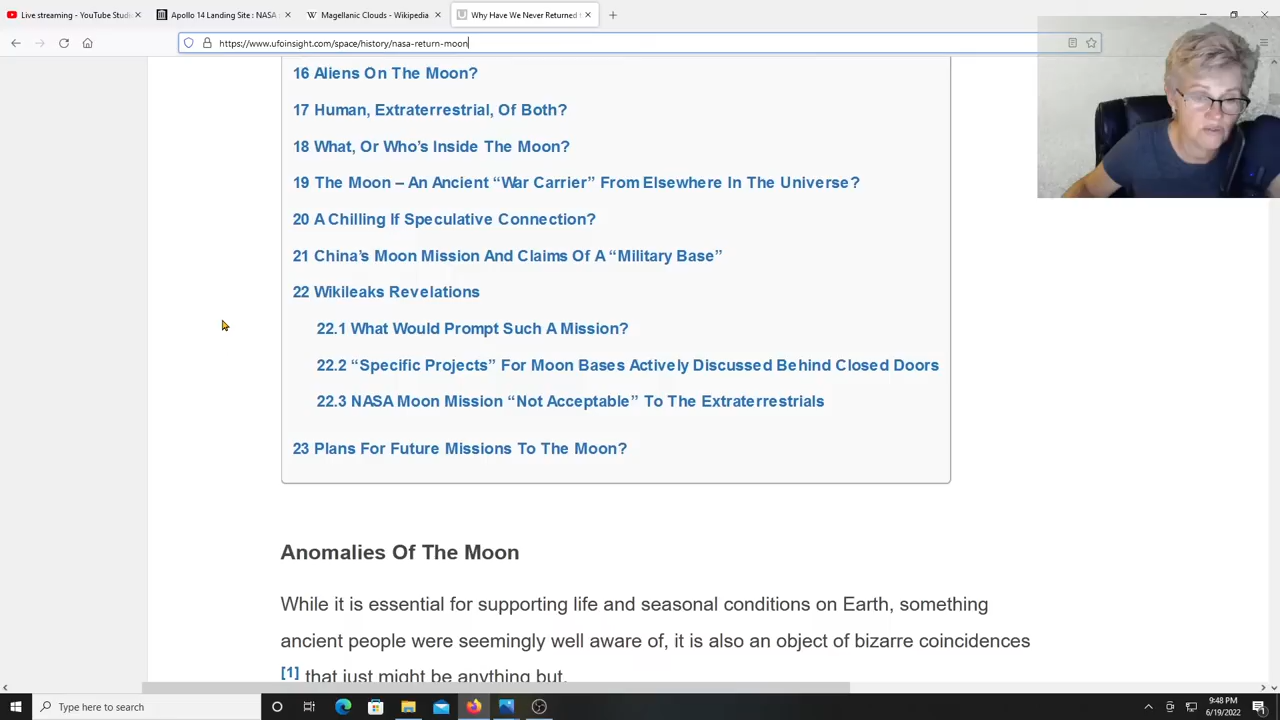 Live streaming - YouTube Studi
Apollo 14 Landing Site : NASA
Magellanic Clouds - Wikipedia
Why Have We Never Returned
https://www.ufoinsight.com/space/history/nasa-return-moon
16 Aliens On The Moon?
17 Human, Extraterrestrial, Of Both?
18 What, Or Who's Inside The Moon?
19 The Moon – An Ancient “War Carrier” From Elsewhere In The Universe?
20 A Chilling If Speculative Connection?
21 China’s Moon Mission And Claims Of A “Military Base”
22 Wikileaks Revelations
22.1 What Would Prompt Such A Mission?
22.2 “Specific Projects” For Moon Bases Actively Discussed Behind Closed Doors
22.3 NASA Moon Mission “Not Acceptable” To The Extraterrestrials
23 Plans For Future Missions To The Moon?
Anomalies Of The Moon
While it is essential for supporting life and seasonal conditions on Earth, something
ancient people were seemingly well aware of, it is also an object of bizarre coincidences
[1] that just might be anything but.
Type here to search
9:48 PM
6/19/2022